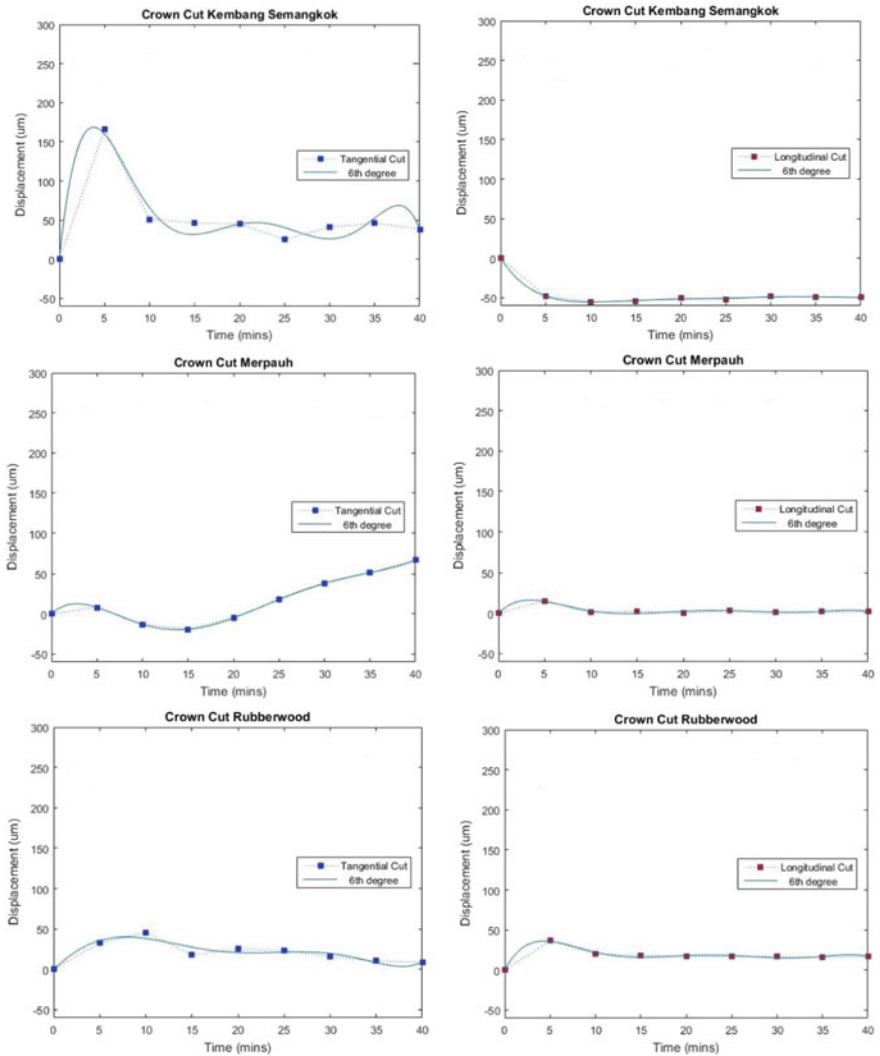 Crown Cut Kembang Semangkok
300
250
200
150
100
50
0
-50
Displacement (um)
Tangential Cut
6th degree
0 5 10 15 20 25 30 35 40
Time (mins)
Crown Cut Kembang Semangkok
300
250
200
150
100
50
0
-50
Displacement (um)
Longitudinal Cut
6th degree
0 5 10 15 20 25 30 35 40
Time (mins)
Crown Cut Merpauh
300
250
200
150
100
50
0
-50
Displacement (um)
Tangential Cut
6th degree
0 5 10 15 20 25 30 35 40
Time (mins)
Crown Cut Merpauh
300
250
200
150
100
50
0
-50
Displacement (um)
Longitudinal Cut
6th degree
0 5 10 15 20 25 30 35 40
Time (mins)
Crown Cut Rubberwood
300
250
200
150
100
50
0
-50
Displacement (um)
Tangential Cut
6th degree
0 5 10 15 20 25 30 35 40
Time (mins)
Crown Cut Rubberwood
300
250
200
150
100
50
0
-50
Displacement (um)
Longitudinal Cut
6th degree
0 5 10 15 20 25 30 35 40
Time (mins)